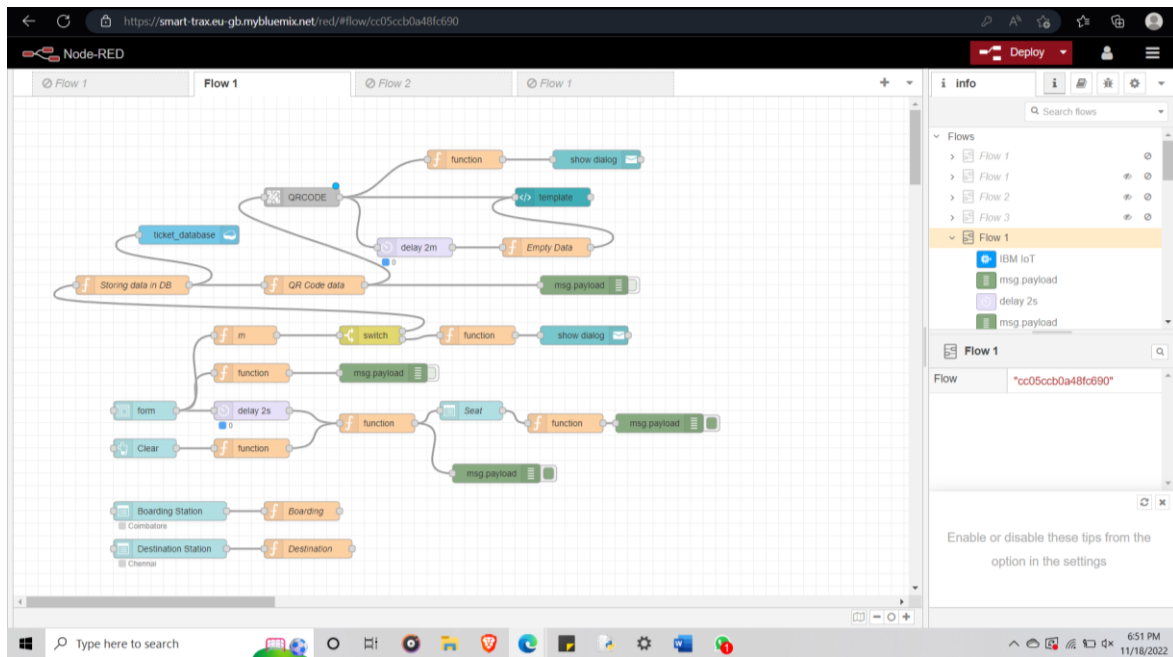 https://smart-trax.eu-gb.mybluemix.net/red/#flow/cc05ccb0a48fc690
Node-RED
Deploy
Flow 1
Flow 1
Flow 2
Flow 1
i info
i
Search flows
Flows
Flow 1
Flow 1
Flow 2
Flow 3
Flow 1
IBM IoT
msg.payload
delay 2s
msg.payload
Flow 1
Flow
"cc05ccb0a48fc690"
Enable or disable these tips from the
option in the settings
function
show dialog
QRCODE
template
ticket_database
delay 2m
0
Empty Data
Storing data in DB
QR Code data
msg.payload
m
switch
function
show dialog
function
msg.payload
form
delay 2s
0
function
Seat
function
msg.payload
Clear
function
msg.payload
Boarding Station
Coimbatore
Boarding
Destination Station
Chennai
Destination
Type here to search
6:51 PM
11/18/2022